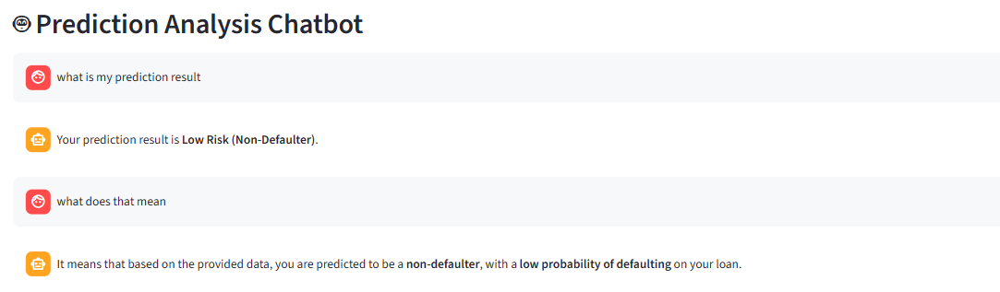 Prediction Analysis Chatbot
what is my prediction result
Your prediction result is Low Risk (Non-Defaulter).
what does that mean
It means that based on the provided data, you are predicted to be a non-defaulter, with a low probability of defaulting on your loan.